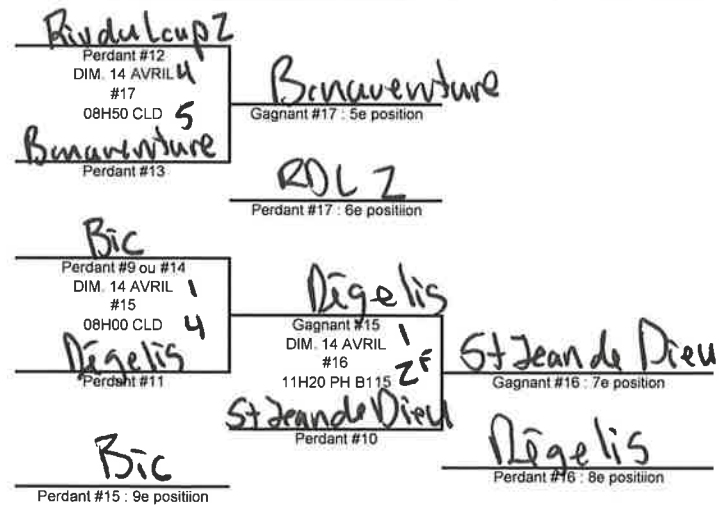 Riv du Loup 2
Perdant #12
DIM. 14 AVRIL 4
#17
08H50 CLD 5
Bonaventure
Perdant #13
Bonaventure
Gagnant #17 : 5e position
RDL 2
Perdant #17 : 6e positiion
Bic
Perdant #9 ou #14
DIM. 14 AVRIL 1
#15
08H00 CLD 4
Dégelis
Perdant #11
Dégelis
Gagnant #15
DIM. 14 AVRIL 1
#16
11H20 PH B115 2F
St Jean de Dieu
Perdant #10
St Jean de Dieu
Gagnant #16 : 7e position
Dégelis
Perdant #16 : 8e positiion
Bic
Perdant #15 : 9e positiion